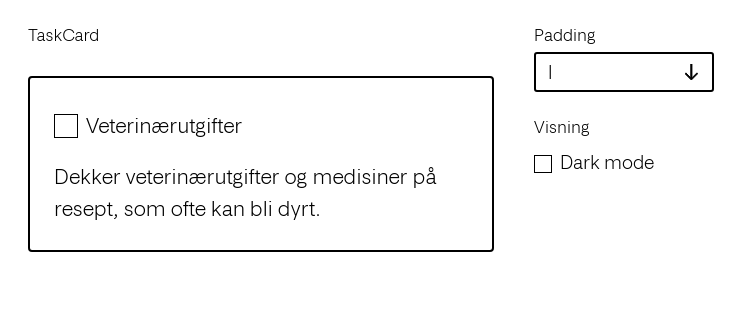 TaskCard
Veterinærutgifter
Dekker veterinærutgifter og medisiner på
resept, som ofte kan bli dyrt.
Padding
l
Visning
Dark mode